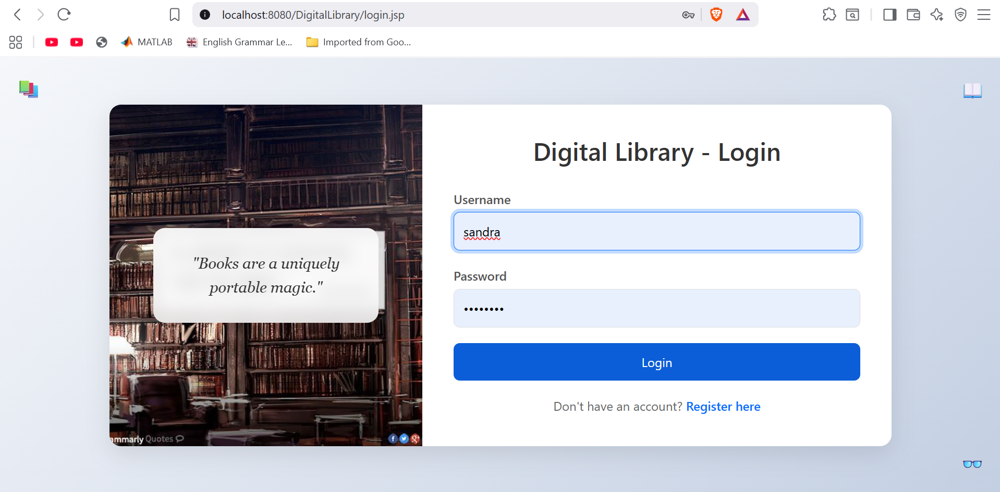 localhost:8080/DigitalLibrary/login.jsp
MATLAB
English Grammar Le...
Imported from Goo...
Digital Library - Login
"Books are a uniquely
portable magic."
Username
sandra
Password
••••••••
Login
Don't have an account? Register here
ammarly Quotes